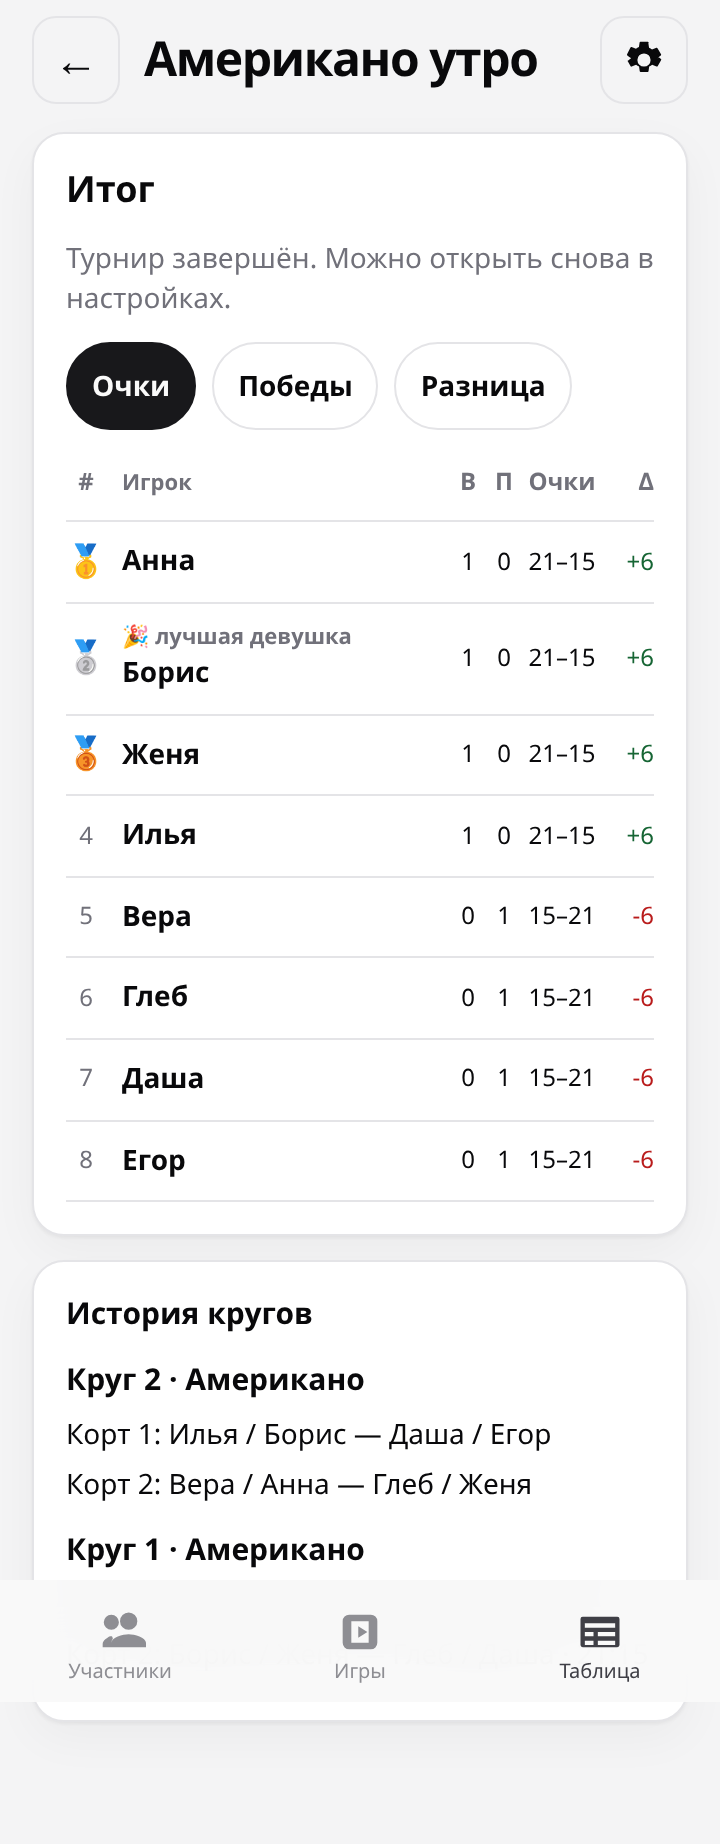 ← Американо утро
Итог
Турнир завершён. Можно открыть снова в
настройках.
Очки Победы Разница
# Игрок В П Очки Δ
🥇 Анна 1 0 21–15 +6
🎉 лучшая девушка
🥈 Борис 1 0 21–15 +6
🥉 Женя 1 0 21–15 +6
4 Илья 1 0 21–15 +6
5 Вера 0 1 15–21 -6
6 Глеб 0 1 15–21 -6
7 Даша 0 1 15–21 -6
8 Егор 0 1 15–21 -6
История кругов
Круг 2 · Американо
Корт 1: Илья / Борис — Даша / Егор
Корт 2: Вера / Анна — Глеб / Женя
Круг 1 · Американо
Участники Игры Таблица